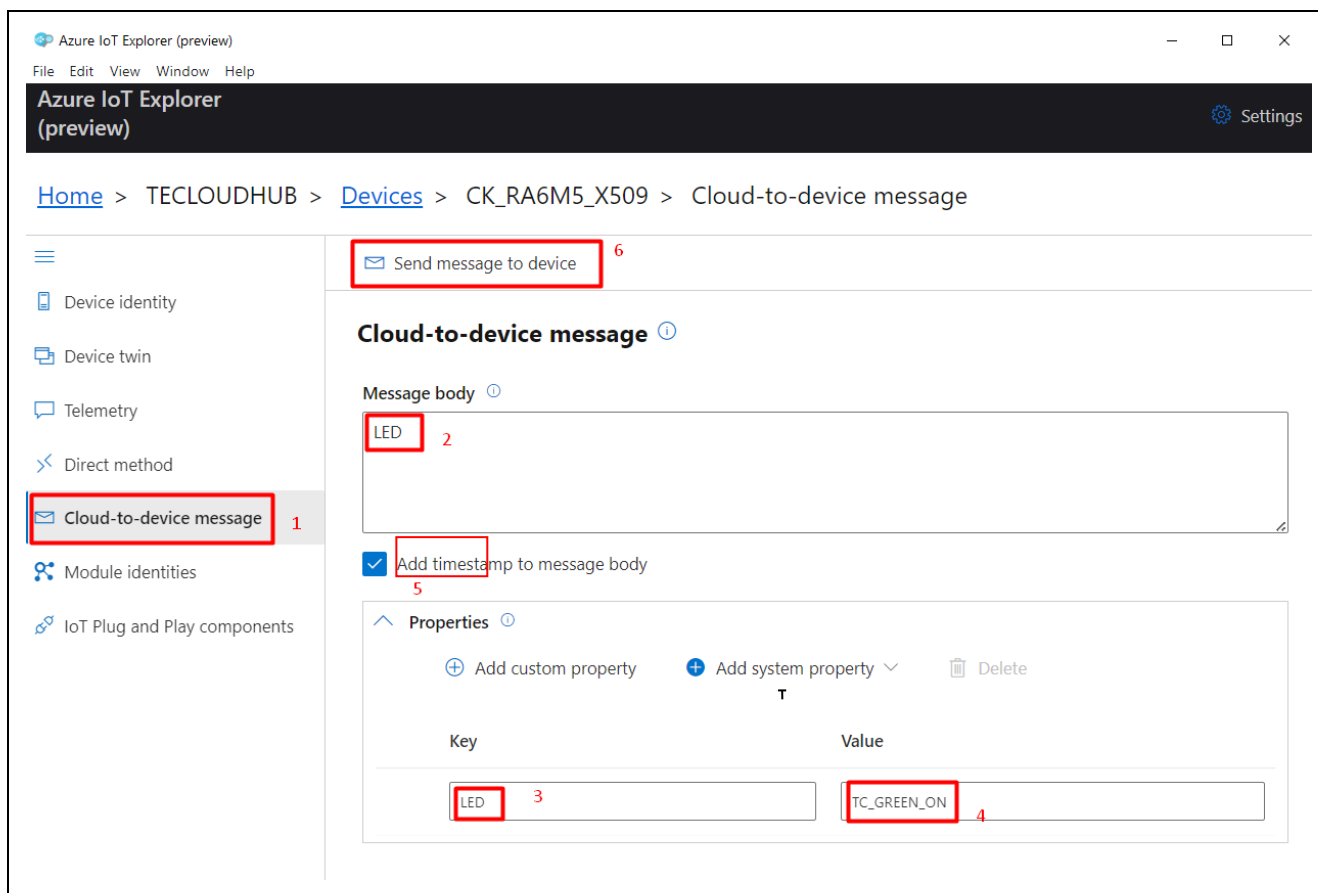 Azure IoT Explorer (preview)
File Edit View Window Help
Azure IoT Explorer
(preview)
Settings
Home > TECLOUDHUB > Devices > CK_RA6M5_X509 > Cloud-to-device message
Send message to device 6
Device identity
Cloud-to-device message
Device twin
Message body
Telemetry
LED 2
Direct method
Cloud-to-device message 1
Add timestamp to message body
5
Module identities
Properties
IoT Plug and Play components
Add custom property Add system property Delete
T
Key Value
LED 3 TC_GREEN_ON 4